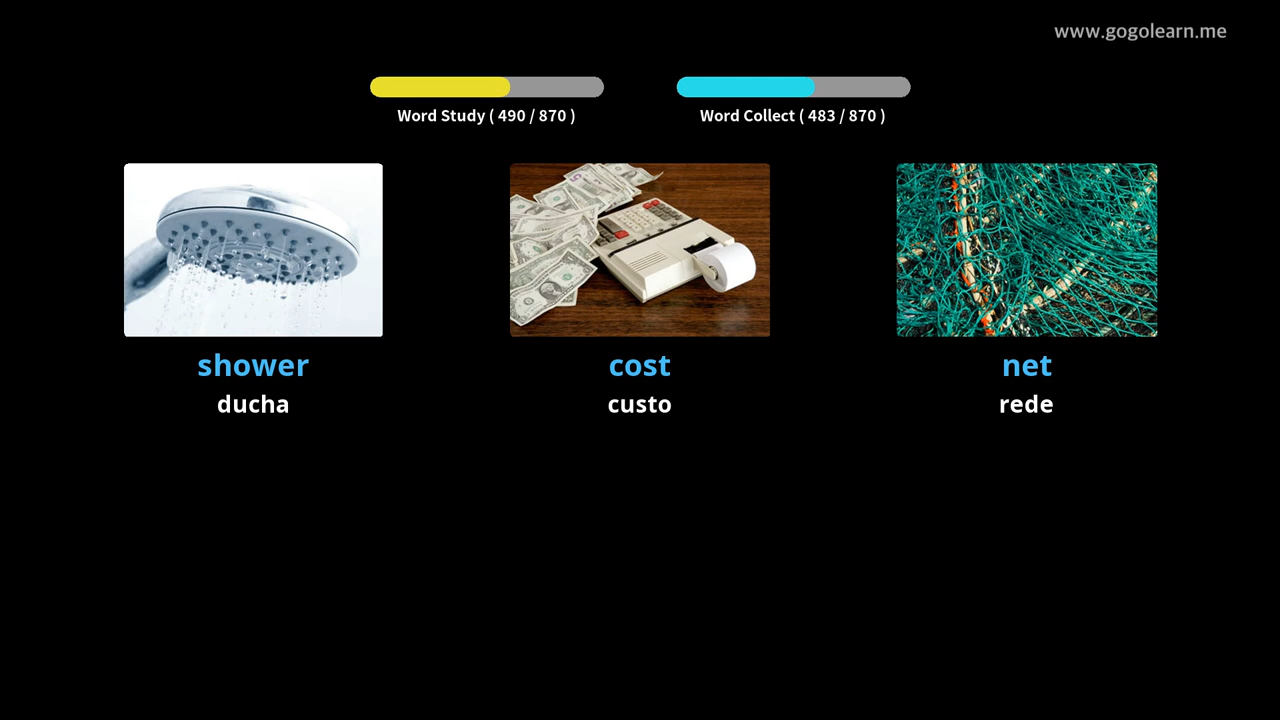 www.gogolearn.me
Word Study ( 490 / 870 )
Word Collect ( 483 / 870 )
shower
ducha
cost
custo
net
rede